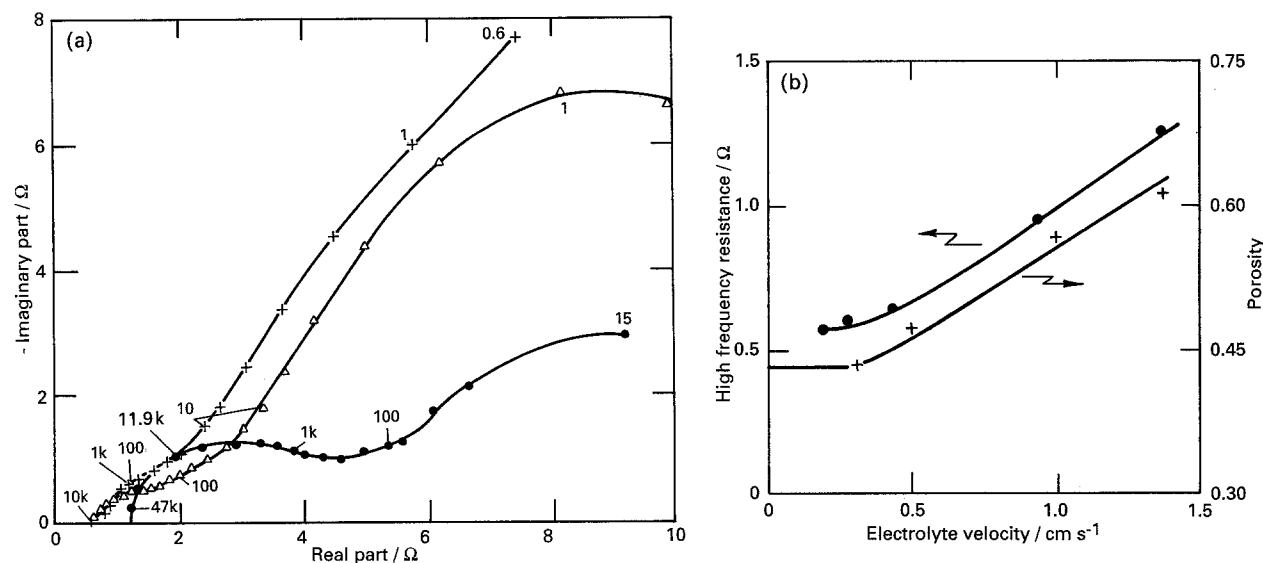 (a)
8
6
4
2
0
- Imaginary part / Ω
0.6
1
1
15
10
11.9k
100
1k
10k
47k
100
1k
100
0 2 4 6 8 10
Real part / Ω
(b)
1.5
1.0
0.5
0
High frequency resistance / Ω
0.75
0.60
0.45
0.30
Porosity
0 0.5 1.0 1.5
Electrolyte velocity / cm s⁻¹